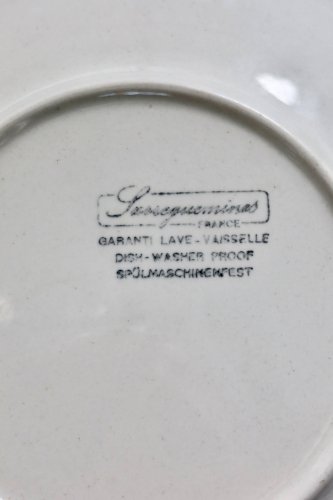 Sarreguemines
FRANCE
GARANTI LAVE-VAISSELLE
DISH-WASHER PROOF
SPÜLMASCHINENFEST